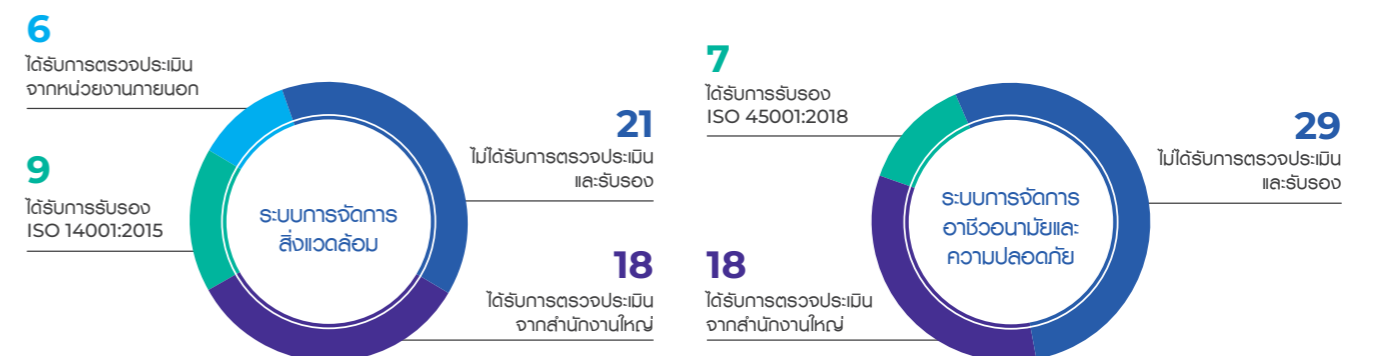 6
ได้รับการตรวจประเมิน
จากหน่วยงานภายนอก
9
ได้รับการรับรอง
ISO 14001:2015
ระบบการจัดการ
สิ่งแวดล้อม
21
ไม่ได้รับการตรวจประเมิน
และรับรอง
18
ได้รับการตรวจประเมิน
จากสำนักงานใหญ่
7
ได้รับการรับรอง
ISO 45001:2018
18
ได้รับการตรวจประเมิน
จากสำนักงานใหญ่
ระบบการจัดการ
อาชีวอนามัยและ
ความปลอดภัย
29
ไม่ได้รับการตรวจประเมิน
และรับรอง